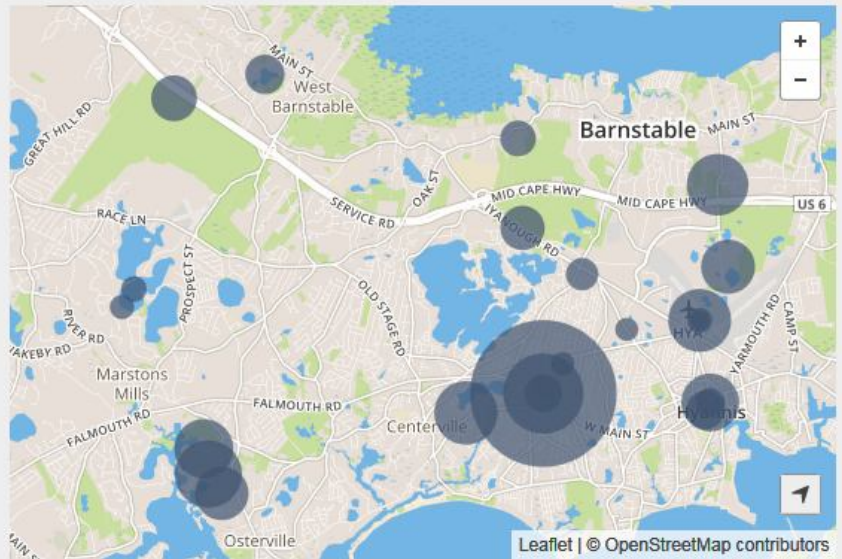 +
−
MAIN ST
West
Barnstable
GREAT HILL RD
Barnstable
MAIN ST
OAK ST
MID CAPE HWY
MID CAPE HWY
US 6
IYANOUGH RD
SERVICE RD
RACE LN
PROSPECT ST
OLD STAGE RD
RIVER RD
HYA
YARMOUTH RD
CAMP ST
Marstons
Mills
FALMOUTH RD
FALMOUTH RD
Centerville
W MAIN ST
Hyannis
Osterville
MAIN ST
Leaflet | © OpenStreetMap contributors